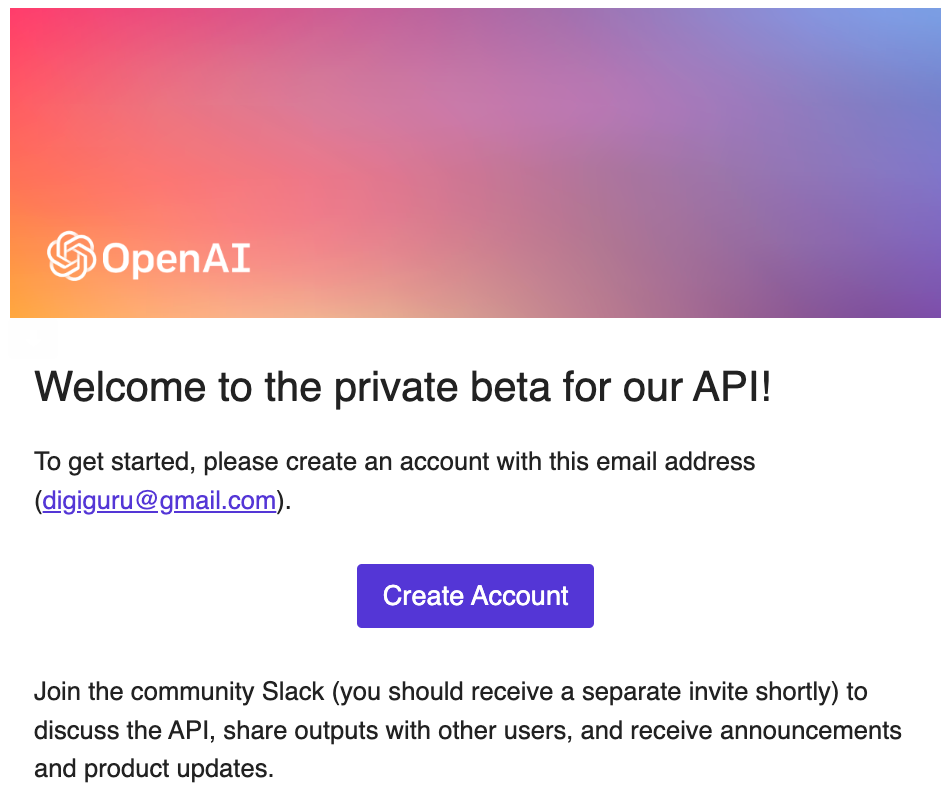 OpenAI
Welcome to the private beta for our API!
To get started, please create an account with this email address
(digiguru@gmail.com).
Create Account
Join the community Slack (you should receive a separate invite shortly) to
discuss the API, share outputs with other users, and receive announcements
and product updates.